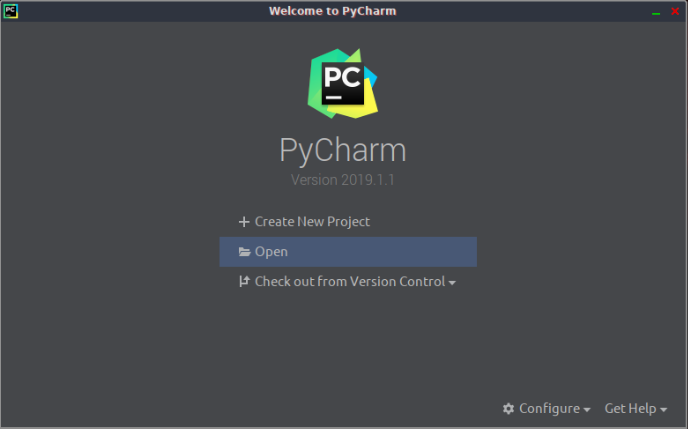 PC Welcome to PyCharm
PC
PyCharm
Version 2019.1.1
Create New Project
Open
Check out from Version Control
Configure Get Help